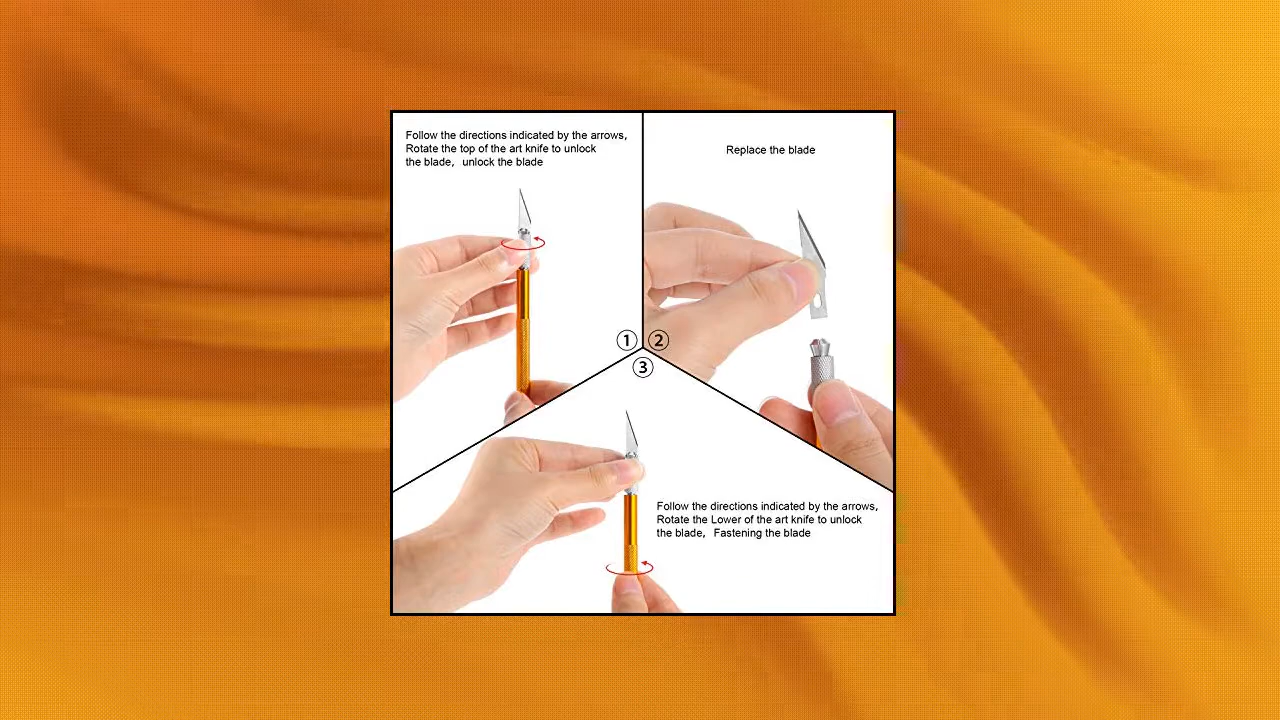 Follow the directions indicated by the arrows,
Rotate the top of the art knife to unlock
the blade, unlock the blade
Replace the blade
①
②
③
Follow the directions indicated by the arrows,
Rotate the Lower of the art knife to unlock
the blade, Fastening the blade